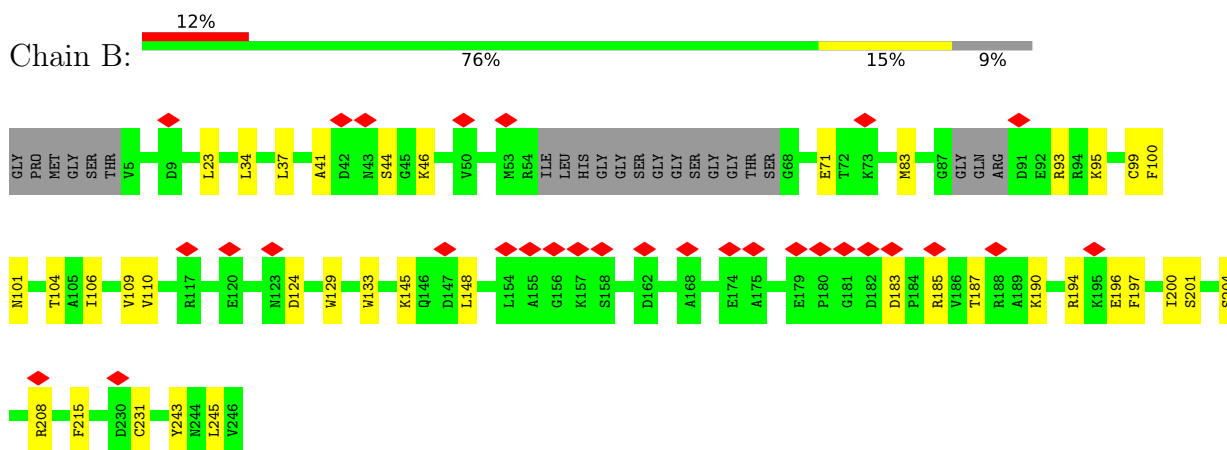 12%
Chain B:
76% 15% 9%
GLY PRO MET GLY SER THR V5 D9 L23 L34 L37 A41 D42 N43 S44 G45 K46 V50 M53 R54 ILE LEU HIS GLY GLY SER GLY GLY SER GLY GLY THR SER G68 E71 T72 K73 M83 G87 GLY GLN ARG D91 E92 R93 R94 K95 C99 F100
N101 T104 A105 I106 V109 V110 R117 E120 N123 D124 W129 W133 K145 Q146 D147 L148 L154 A155 G156 K157 S158 D162 A168 E174 A175 E179 P180 G181 D182 D183 P184 R185 V186 T187 R188 A189 K190 R194 K195 E196 F197 I200 S201
R208 F215 D230 C231 Y243 N244 L245 V246